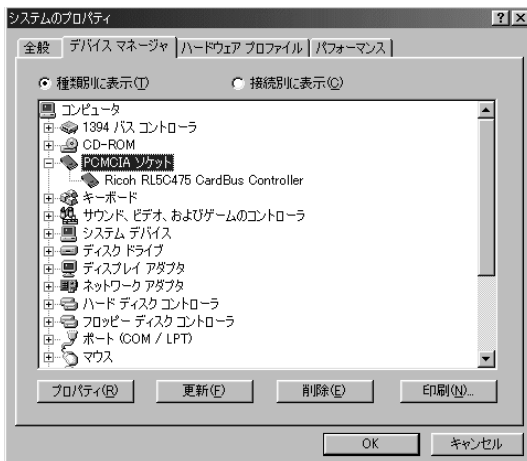 システムのプロパティ
全般 デバイス マネージャ ハードウェア プロファイル パフォーマンス
種類別に表示(T) 接続別に表示(C)
コンピュータ
1394 バス コントローラ
CD-ROM
PCMCIA ソケット
Ricoh RL5C475 CardBus Controller
キーボード
サウンド、ビデオ、およびゲームのコントローラ
システム デバイス
ディスク ドライブ
ディスプレイ アダプタ
ネットワーク アダプタ
ハード ディスク コントローラ
フロッピー ディスク コントローラ
ポート (COM / LPT)
マウス
プロパティ(R) 更新(F) 削除(E) 印刷(N)...
OK キャンセル